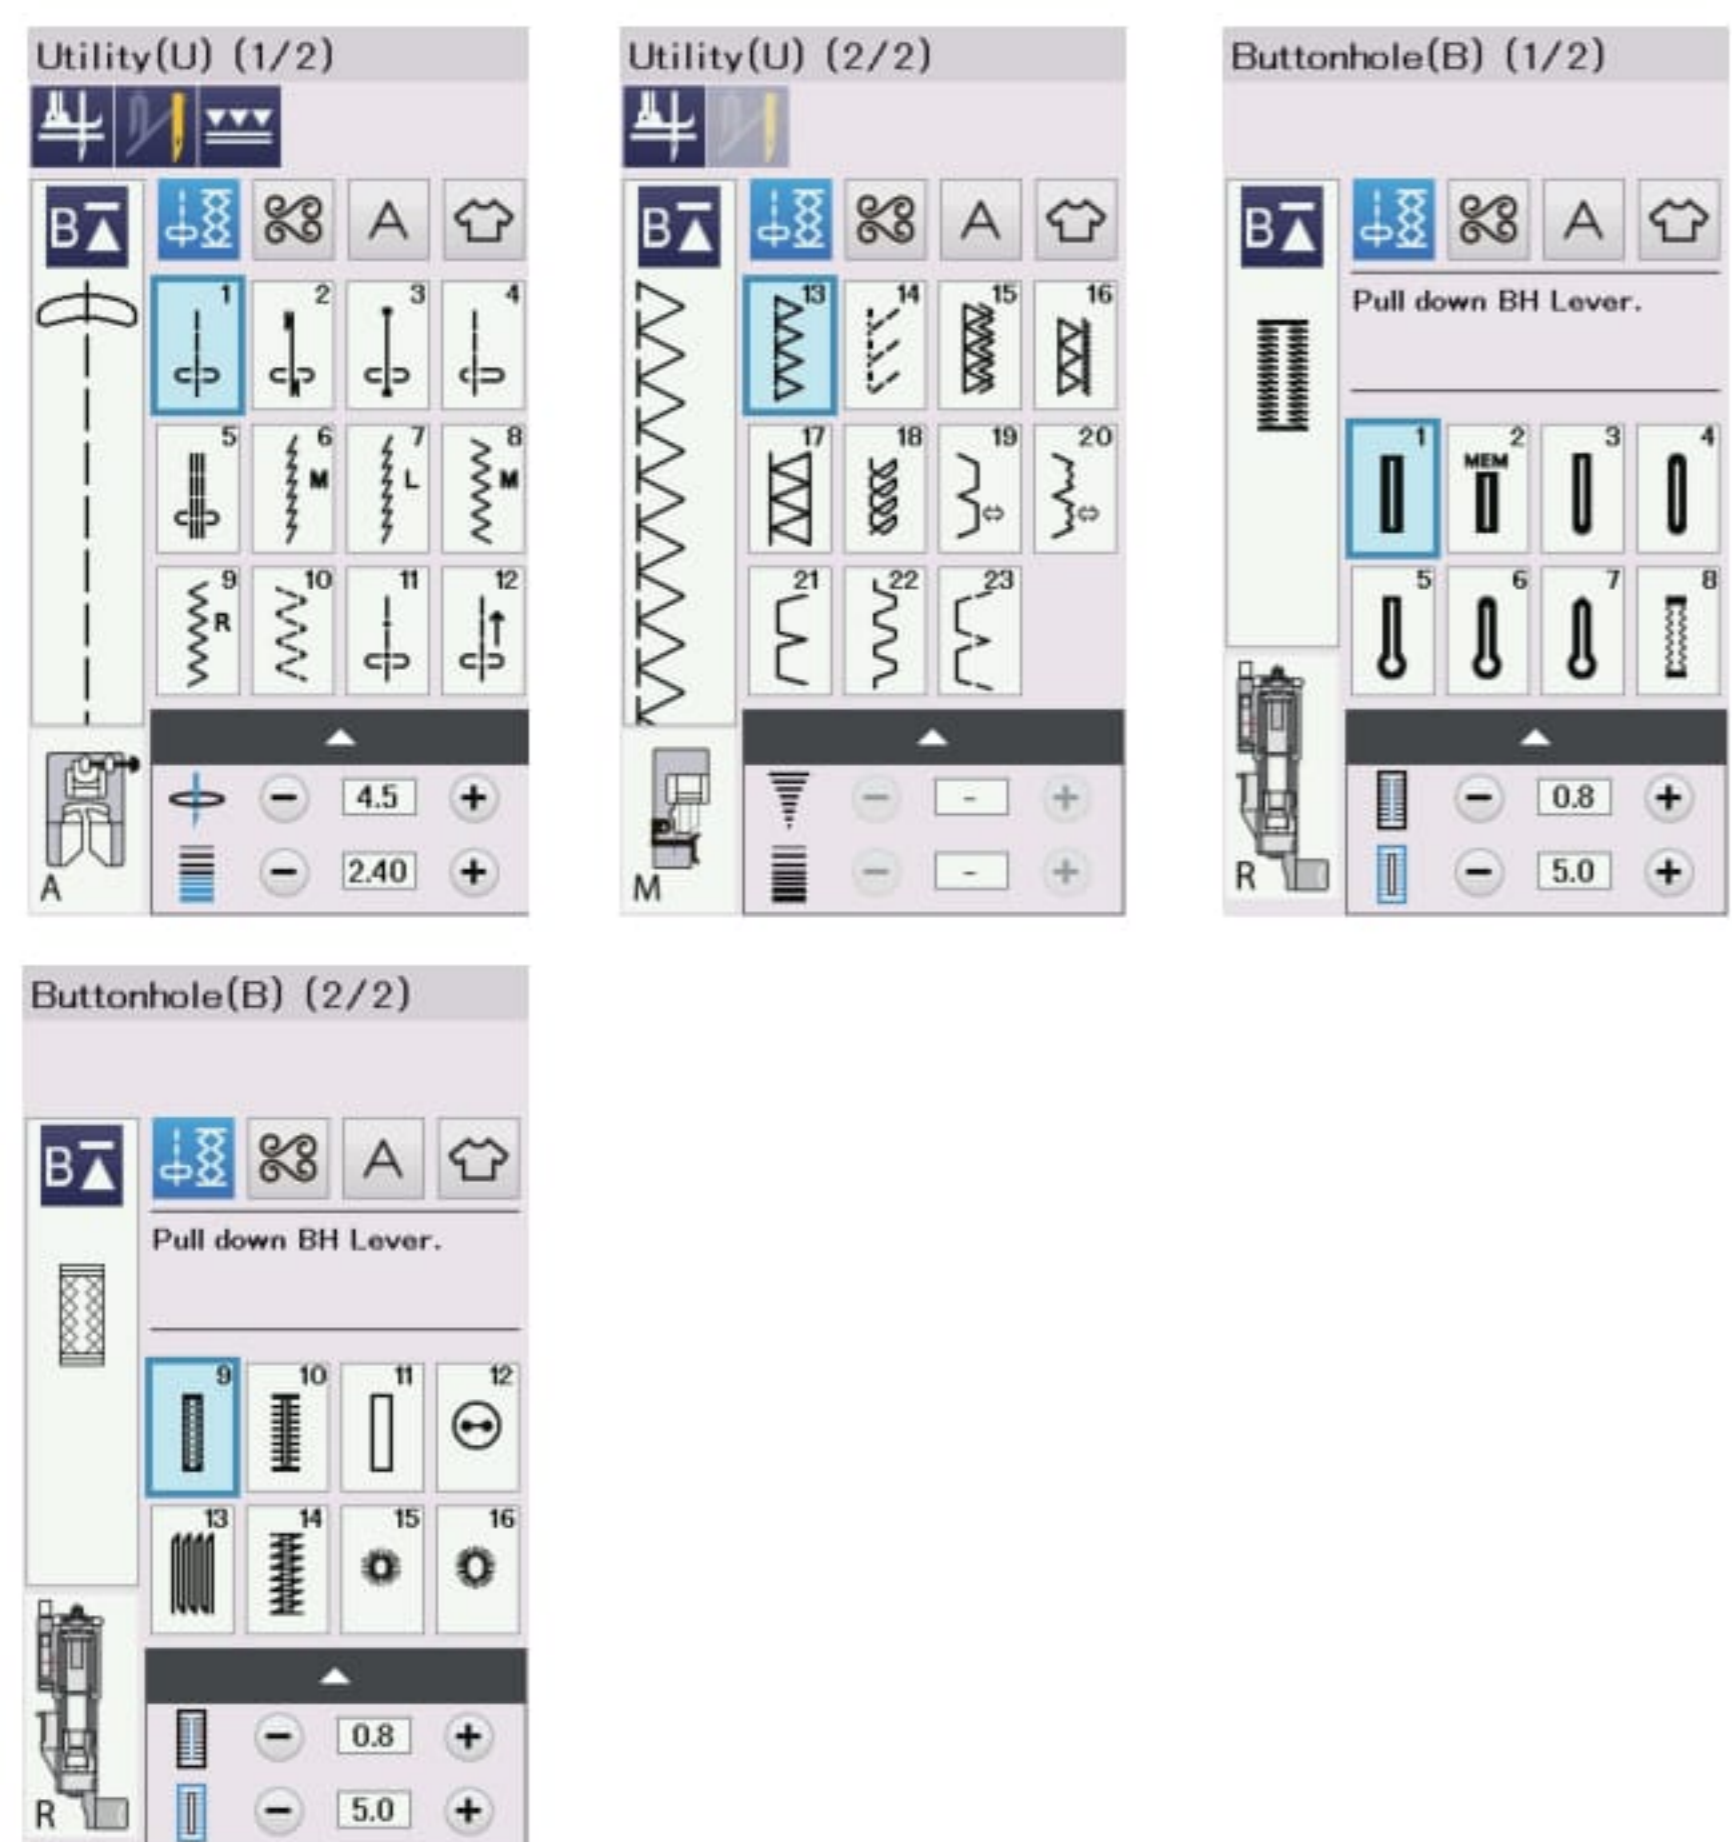 Utility(U) (1/2)
B A
1 2 3 4
5 6 M 7 L 8 M
9 R 10 11 12
4.5
2.40
A
Utility(U) (2/2)
B A
13 14 15 16
17 18 19 20
21 22 23
-
-
M
Buttonhole(B) (1/2)
B A
Pull down BH Lever.
1 2 MEM 3 4
5 6 7 8
0.8
5.0
R
Buttonhole(B) (2/2)
B A
Pull down BH Lever.
9 10 11 12
13 14 15 16
0.8
5.0
R